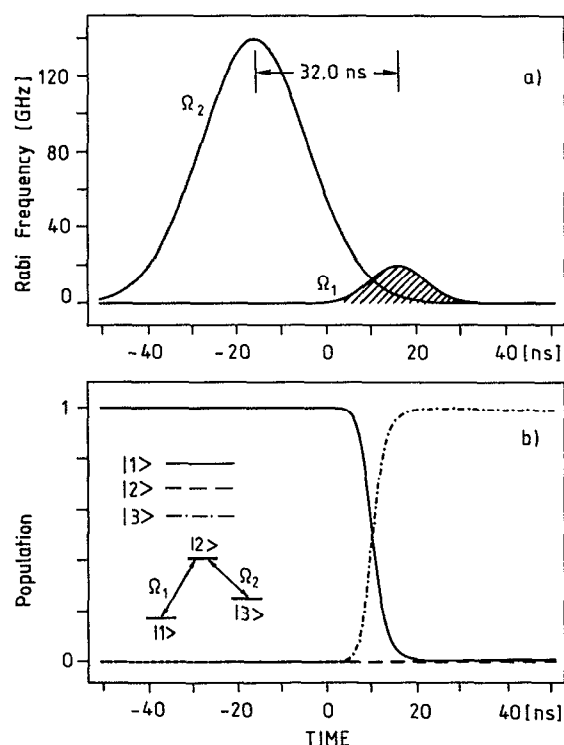 Rabi Frequency [GHz]
120
80
40
0
a)
32.0 ns
Ω2
Ω1
-40
-20
0
20
40 [ns]
Population
1
0
b)
|1>
|2>
|3>
|2>
Ω1
Ω2
|1>
|3>
-40
-20
0
20
40 [ns]
TIME